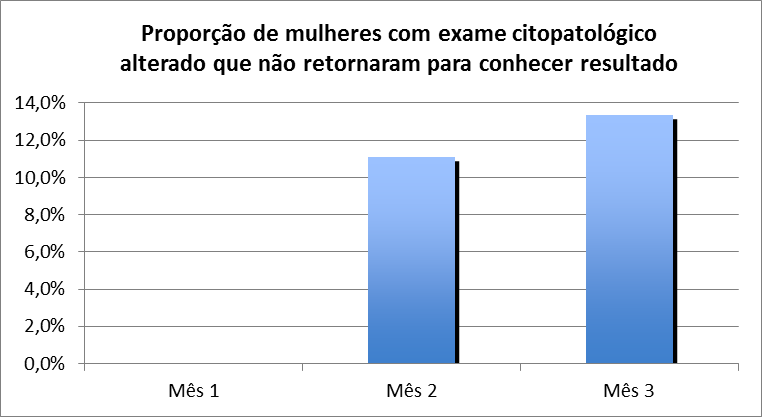 Proporção de mulheres com exame citopatológico
alterado que não retornaram para conhecer resultado
14,0%
12,0%
10,0%
8,0%
6,0%
4,0%
2,0%
0,0%
Mês 1 Mês 2 Mês 3